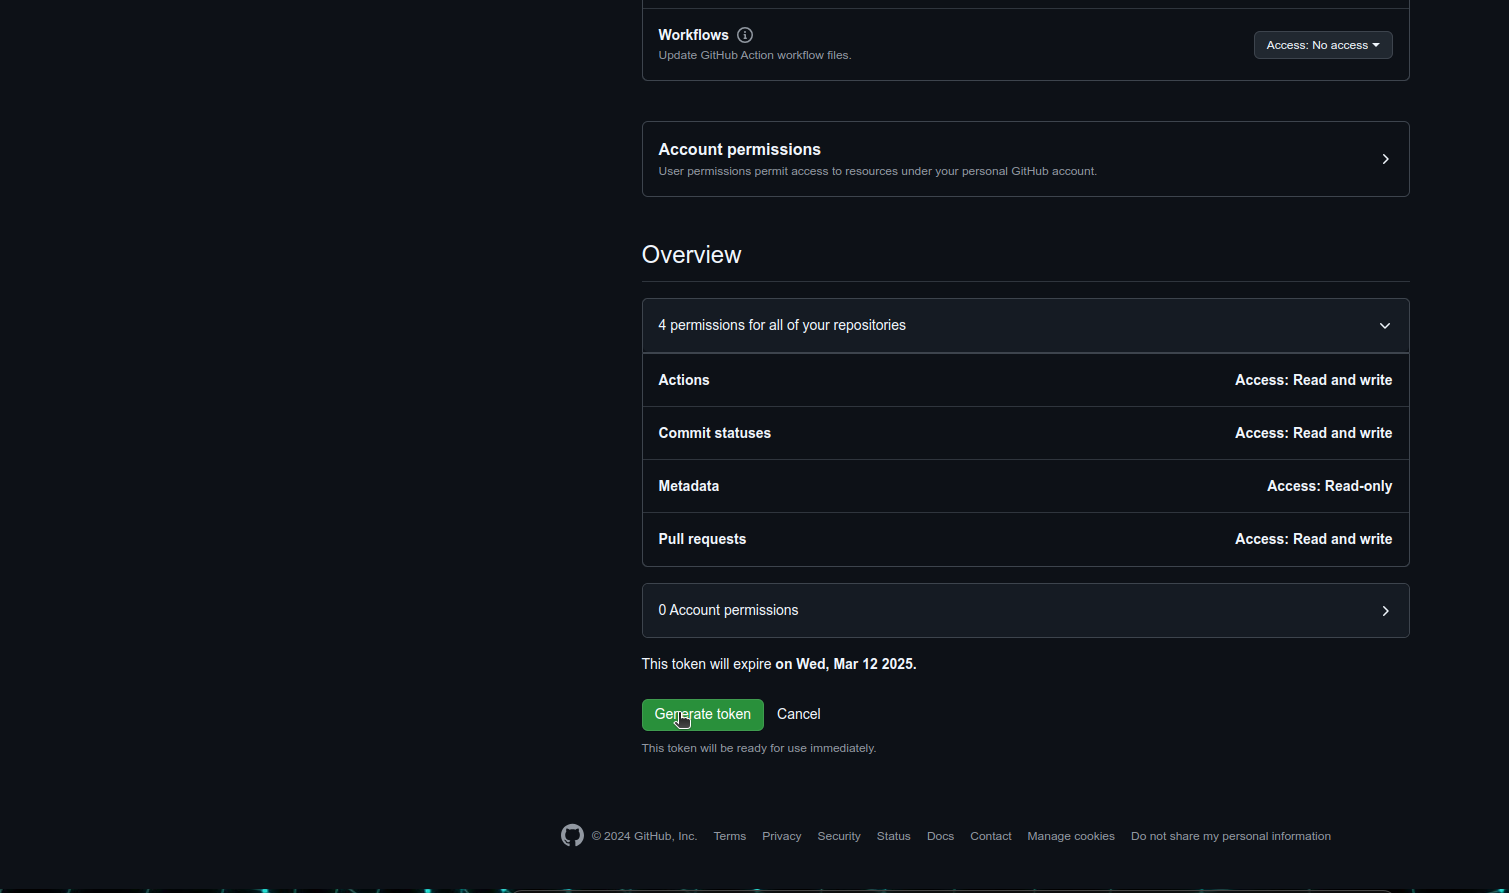 Workflows
Update GitHub Action workflow files.
Access: No access
Account permissions
User permissions permit access to resources under your personal GitHub account.
Overview
4 permissions for all of your repositories
Actions Access: Read and write
Commit statuses Access: Read and write
Metadata Access: Read-only
Pull requests Access: Read and write
0 Account permissions
This token will expire on Wed, Mar 12 2025.
Generate token Cancel
This token will be ready for use immediately.
© 2024 GitHub, Inc. Terms Privacy Security Status Docs Contact Manage cookies Do not share my personal information